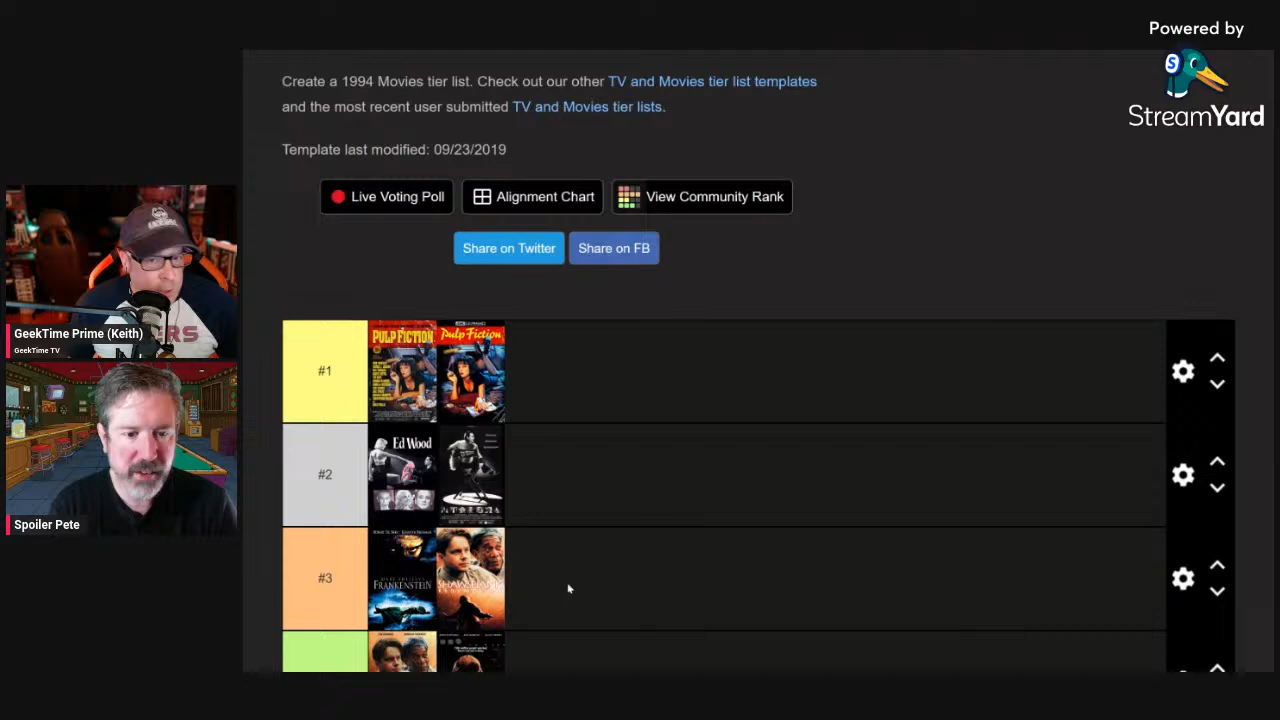 Powered by
StreamYard
Create a 1994 Movies tier list. Check out our other TV and Movies tier list templates
and the most recent user submitted TV and Movies tier lists.
Template last modified: 09/23/2019
Live Voting Poll
Alignment Chart
View Community Rank
Share on Twitter
Share on FB
GeekTime Prime (Keith)
GeekTime TV
Spoiler Pete
#1
PULP FICTION
Pulp Fiction
#2
Ed Wood
#3
FRANKENSTEIN
SHAWSHANK